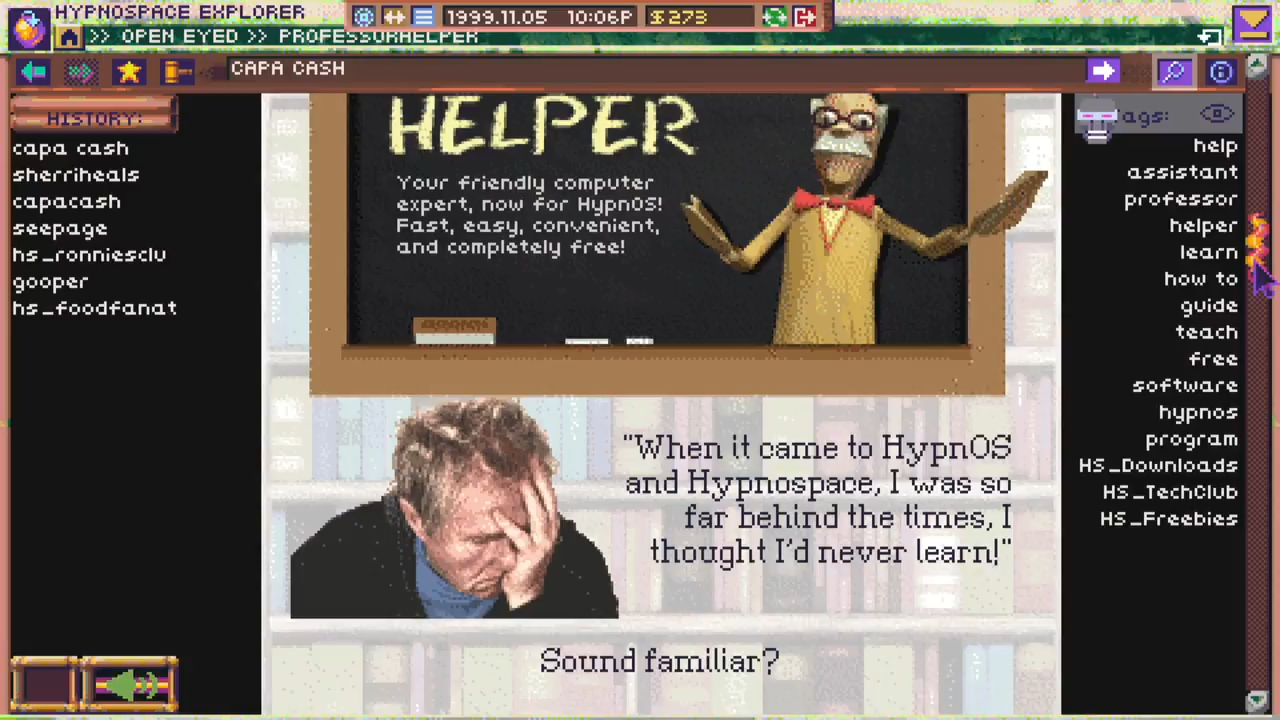 HYPNOSPACE EXPLORER
1999.11.05 10:06P 273
>> OPEN EYED >> PROFESSORHELPER
CAPA CASH
HISTORY:
capa cash
sherriheals
capacash
seepage
hs_ronniesclu
gooper
hs_foodfanat
HELPER
Your friendly computer
expert, now for HypnOS!
Fast, easy, convenient,
and completely free!
"When it came to HypnOS
and Hypnospace, I was so
far behind the times, I
thought I'd never learn!"
Sound familiar?
ags:
help
assistant
professor
helper
learn
how to
guide
teach
free
software
hypnos
program
HS_Downloads
HS_TechClub
HS_Freebies